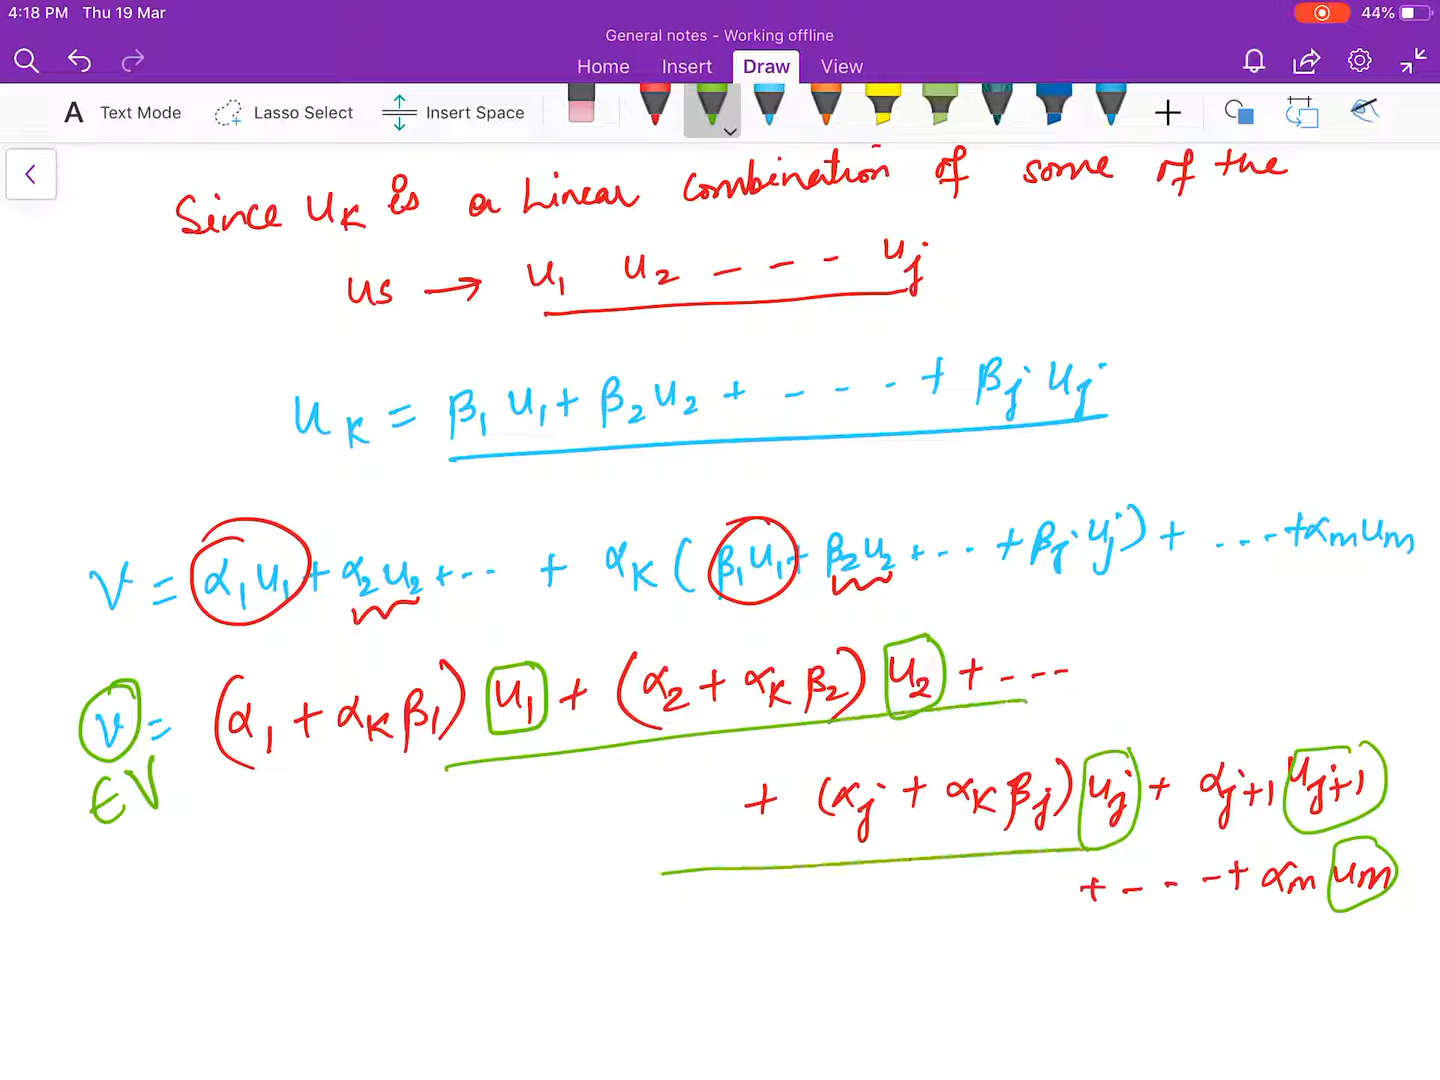 4:18 PM Thu 19 Mar
44%
General notes - Working offline
Home Insert Draw View
A Text Mode Lasso Select Insert Space
Since uK is a Linear Combination of some of the
us → u1 u2 - - - - uj
uK = β1 u1 + β2 u2 + - - - - + βj uj
V = α1 u1 + α2 u2 + - - + αK ( β1 u1 + β2 u2 + - - - + βj uj ) + - - - - + αm um
V = (α1 + αK β1) u1 + (α2 + αK β2) u2 + - - -
∈ V
+ (αj + αK βj) uj + αj+1 uj+1
+ - - - - + αm um